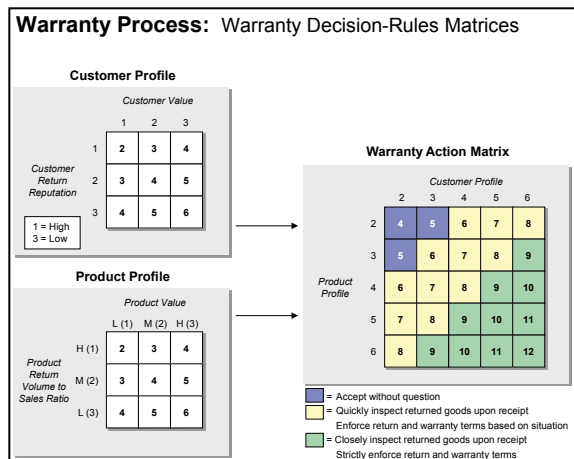 Warranty Process: Warranty Decision-Rules Matrices
Customer Profile
Customer Value
1 2 3
Customer
Return
Reputation
1 2 3 4
2 3 4 5
3 4 5 6
1 = High
3 = Low
Product Profile
Product Value
L (1) M (2) H (3)
Product
Return
Volume to
Sales Ratio
H (1) 2 3 4
M (2) 3 4 5
L (3) 4 5 6
Warranty Action Matrix
Customer Profile
2 3 4 5 6
Product
Profile
2 4 5 6 7 8
3 5 6 7 8 9
4 6 7 8 9 10
5 7 8 9 10 11
6 8 9 10 11 12
= Accept without question
= Quickly inspect returned goods upon receipt
Enforce return and warranty terms based on situation
= Closely inspect returned goods upon receipt
Strictly enforce return and warranty terms